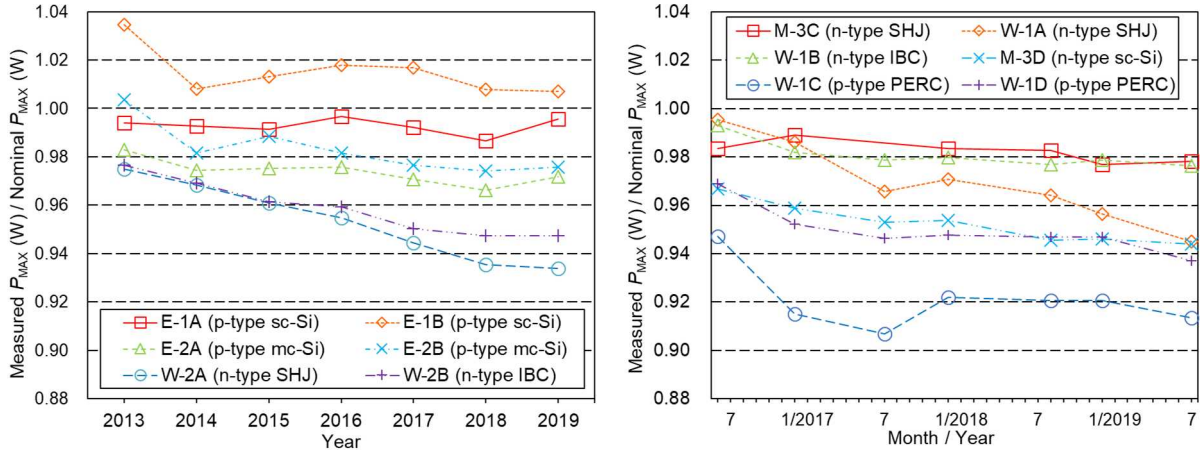 Measured PMAX (W) / Nominal PMAX (W)
1.04
1.02
1.00
0.98
0.96
0.94
0.92
0.90
0.88
E-1A (p-type sc-Si)
E-1B (p-type sc-Si)
E-2A (p-type mc-Si)
E-2B (p-type mc-Si)
W-2A (n-type SHJ)
W-2B (n-type IBC)
2013 2014 2015 2016 2017 2018 2019
Year
Measured PMAX (W) / Nominal PMAX (W)
1.04
1.02
1.00
0.98
0.96
0.94
0.92
0.90
0.88
M-3C (n-type SHJ)
W-1A (n-type SHJ)
W-1B (n-type IBC)
M-3D (n-type sc-Si)
W-1C (p-type PERC)
W-1D (p-type PERC)
7 1/2017 7 1/2018 7 1/2019 7
Month / Year